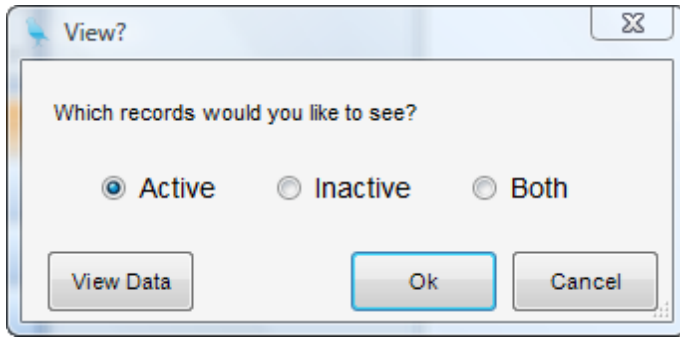 View?
Which records would you like to see?
Active Inactive Both
View Data Ok Cancel